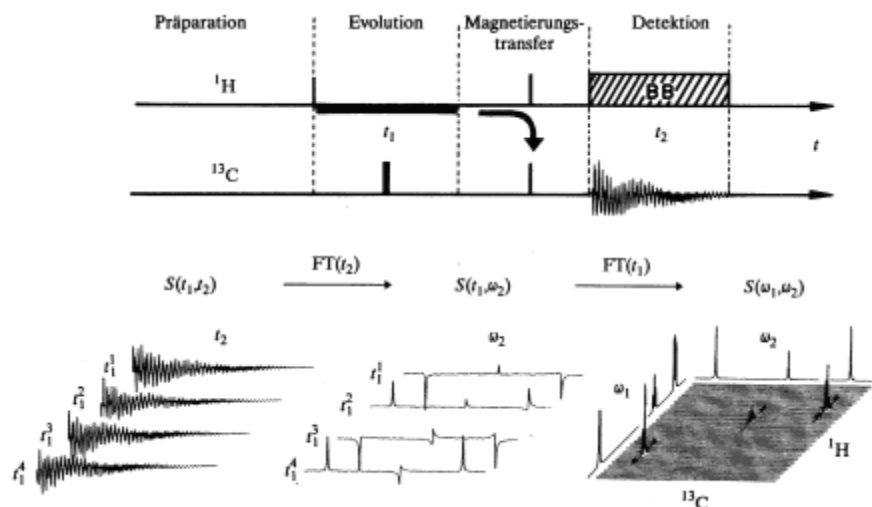 Präparation Evolution Magnetierungs- Detektion
transfer
¹H BB
t₁ t₂ t
¹³C
S(t₁,t₂) FT(t₂) S(t₁,ω₂) FT(t₁) S(ω₁,ω₂)
t₂ ω₂ ω₂
t₁¹ t₁¹ ω₁
t₁² t₁²
t₁³ t₁³ ¹H
t₁⁴ t₁⁴
¹³C